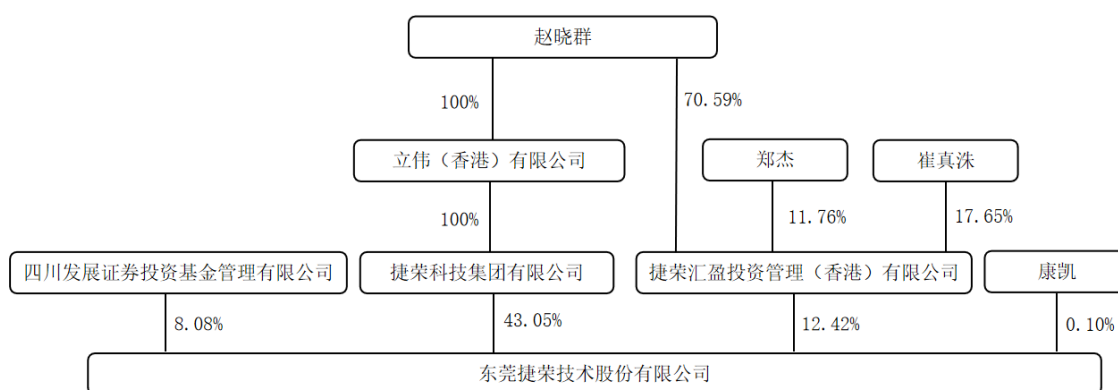 赵晓群
100%
70.59%
立伟（香港）有限公司
郑杰
崔真洙
100%
11.76%
17.65%
四川发展证券投资基金管理有限公司
捷荣科技集团有限公司
捷荣汇盈投资管理（香港）有限公司
康凯
8.08%
43.05%
12.42%
0.10%
东莞捷荣技术股份有限公司